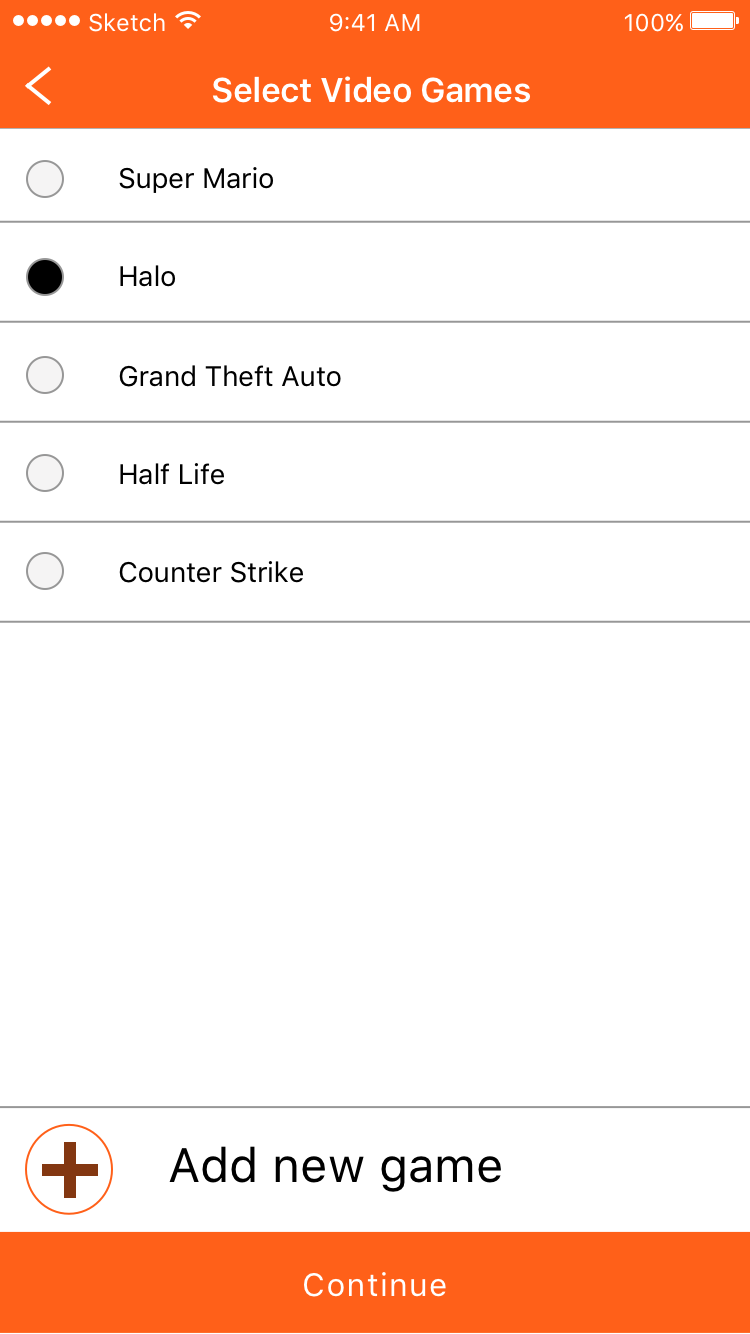 Sketch 9:41 AM 100%
Select Video Games
Super Mario
Halo
Grand Theft Auto
Half Life
Counter Strike
Add new game
Continue